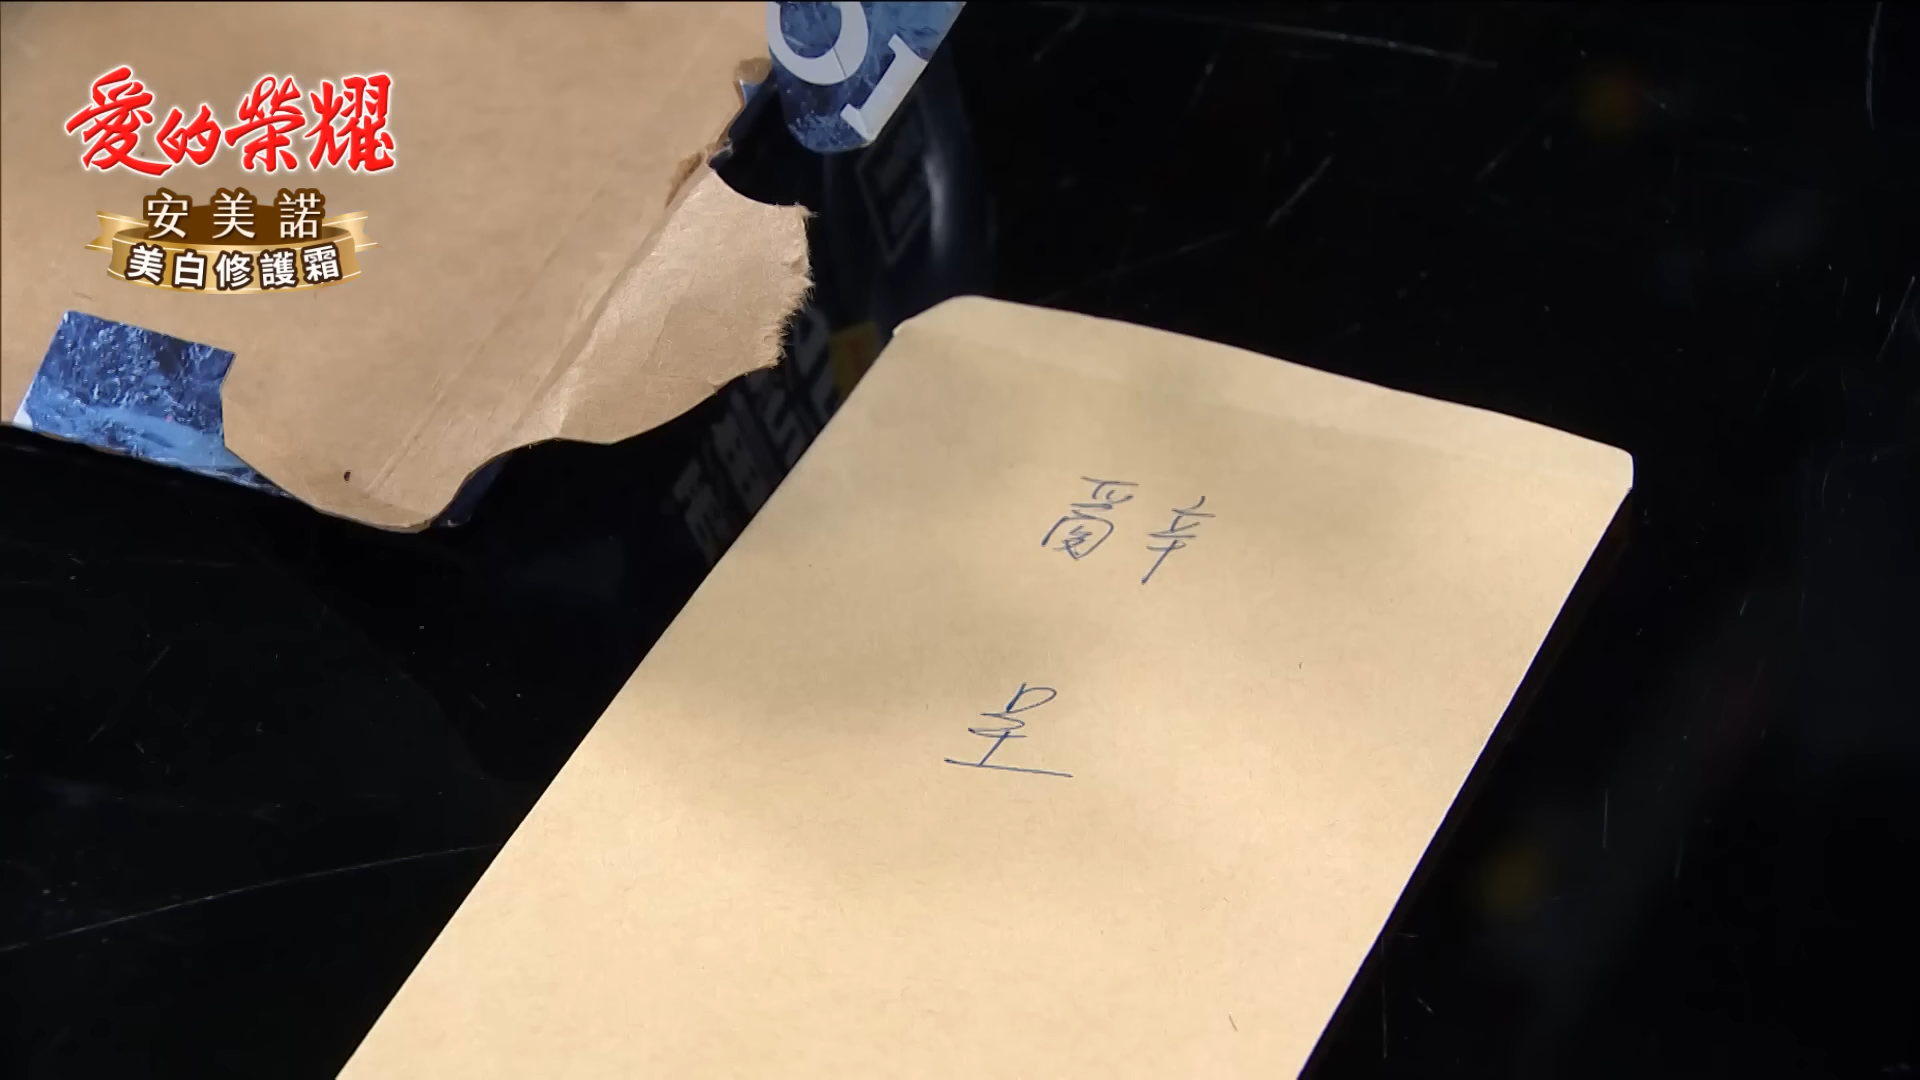 愛的榮耀
安美諾
美白修護霜
辭
呈